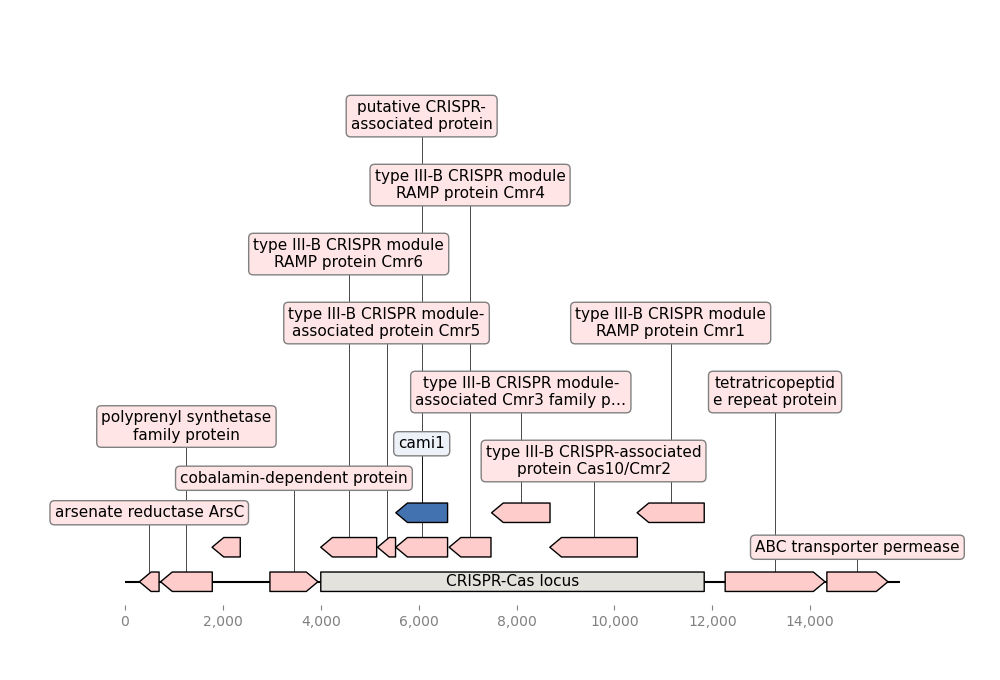 putative CRISPR-
associated protein
type III-B CRISPR module
RAMP protein Cmr4
type III-B CRISPR module
RAMP protein Cmr6
type III-B CRISPR module-
associated protein Cmr5
type III-B CRISPR module
RAMP protein Cmr1
type III-B CRISPR module-
associated Cmr3 family p…
tetratricopeptid
e repeat protein
polyprenyl synthetase
family protein
cami1
type III-B CRISPR-associated
protein Cas10/Cmr2
cobalamin-dependent protein
arsenate reductase ArsC
ABC transporter permease
CRISPR-Cas locus
0 2,000 4,000 6,000 8,000 10,000 12,000 14,000